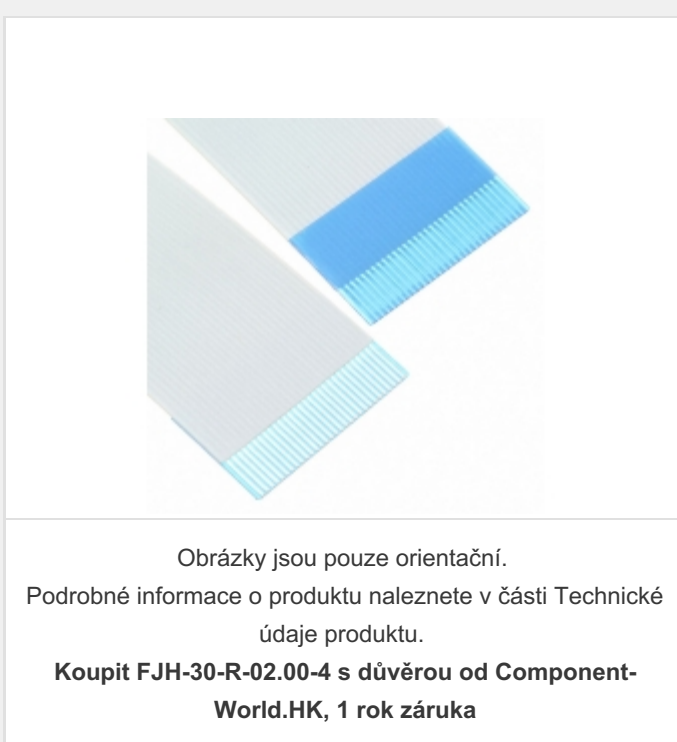 Obrázky jsou pouze orientační.
Podrobné informace o produktu naleznete v části Technické
údaje produktu.
Koupit FJH-30-R-02.00-4 s důvěrou od Component-
World.HK, 1 rok záruka